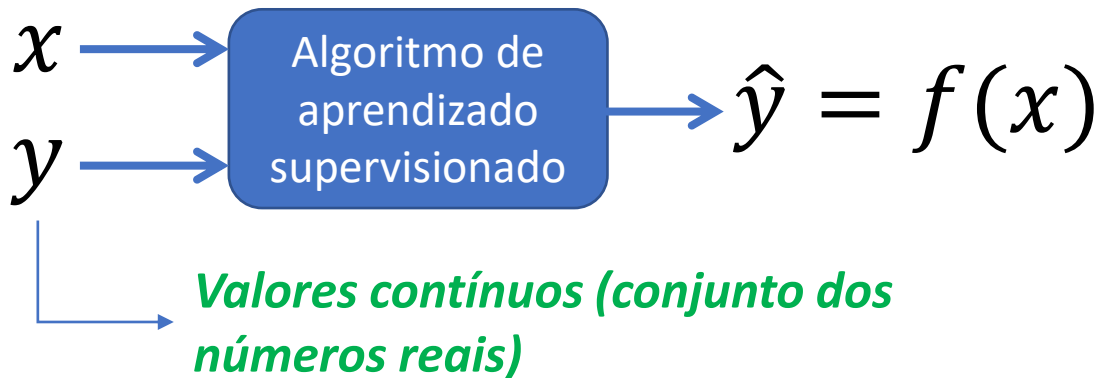 x
y
Algoritmo de
aprendizado
supervisionado
ŷ = f(x)
Valores contínuos (conjunto dos
números reais)